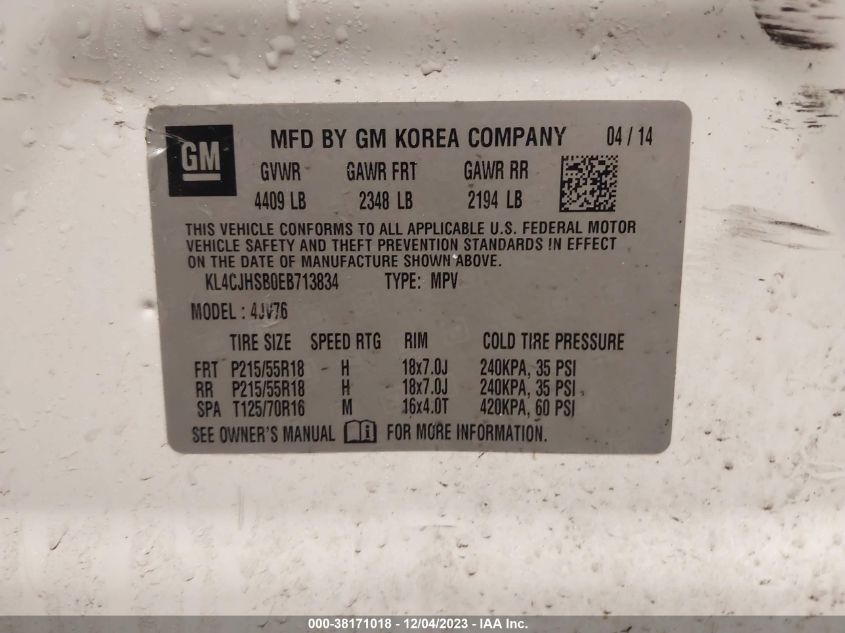 GM MFD BY GM KOREA COMPANY 04 / 14
GVWR GAWR FRT GAWR RR
4409 LB 2348 LB 2194 LB
THIS VEHICLE CONFORMS TO ALL APPLICABLE U.S. FEDERAL MOTOR
VEHICLE SAFETY AND THEFT PREVENTION STANDARDS IN EFFECT
ON THE DATE OF MANUFACTURE SHOWN ABOVE.
KL4CJHSB0EB713834 TYPE: MPV
MODEL : 4JV76
TIRE SIZE SPEED RTG RIM COLD TIRE PRESSURE
FRT P215/55R18 H 18x7.0J 240KPA, 35 PSI
RR P215/55R18 H 18x7.0J 240KPA, 35 PSI
SPA T125/70R16 M 16x4.0T 420KPA, 60 PSI
SEE OWNER'S MANUAL i FOR MORE INFORMATION.
000-38171018 - 12/04/2023 - IAA Inc.